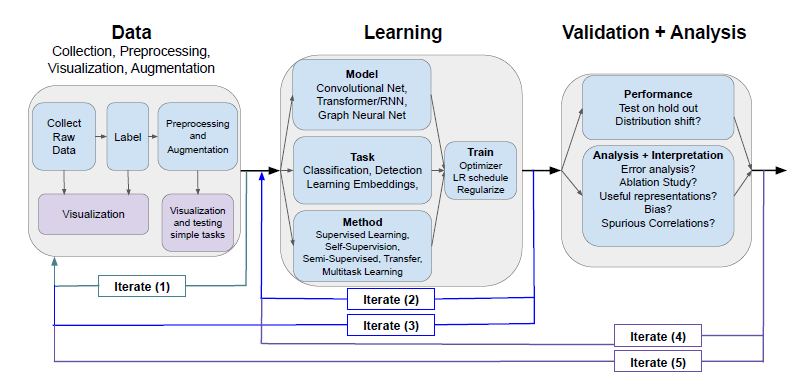 Data
Collection, Preprocessing,
Visualization, Augmentation
Collect
Raw
Data
Label
Preprocessing
and
Augmentation
Visualization
Visualization
and testing
simple tasks
Learning
Model
Convolutional Net,
Transformer/RNN,
Graph Neural Net
Task
Classification, Detection
Learning Embeddings,
Method
Supervised Learning,
Self-Supervision,
Semi-Supervised, Transfer,
Multitask Learning
Train
Optimizer
LR schedule
Regularize
Validation + Analysis
Performance
Test on hold out
Distribution shift?
Analysis + Interpretation
Error analysis?
Ablation Study?
Useful representations?
Bias?
Spurious Correlations?
Iterate (1)
Iterate (2)
Iterate (3)
Iterate (4)
Iterate (5)